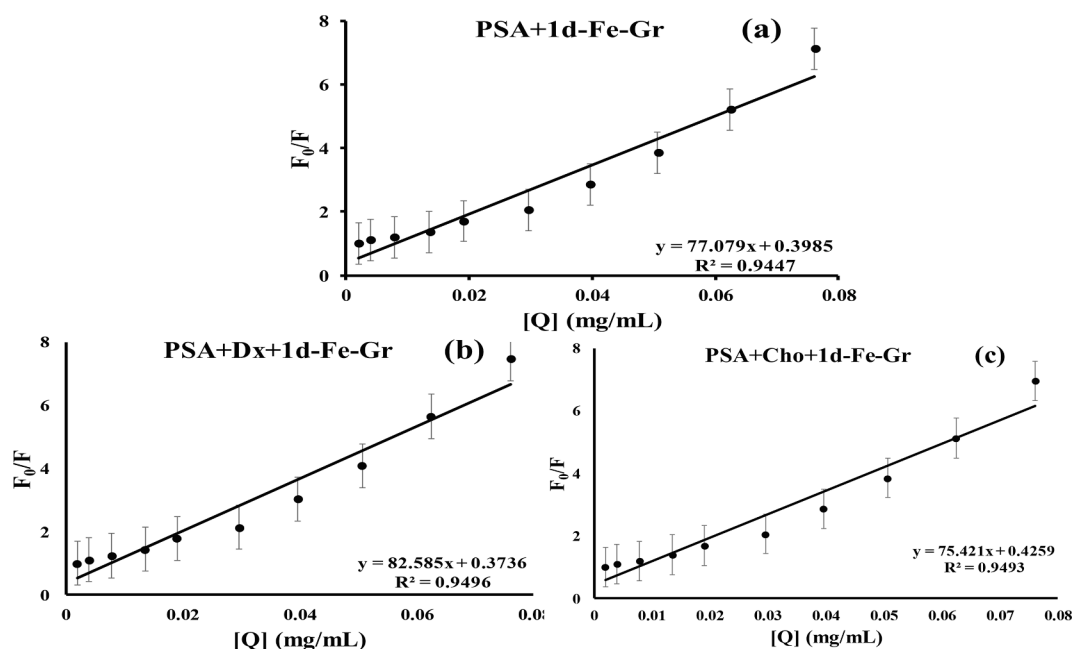 PSA+1d-Fe-Gr (a)
8
6
4
2
0
F₀/F
y = 77.079x + 0.3985
R² = 0.9447
0 0.02 0.04 0.06 0.08
[Q] (mg/mL)
PSA+Dx+1d-Fe-Gr (b)
8
6
4
2
0
F₀/F
y = 82.585x + 0.3736
R² = 0.9496
0 0.02 0.04 0.06 0.08
[Q] (mg/mL)
PSA+Cho+1d-Fe-Gr (c)
8
6
4
2
0
F₀/F
y = 75.421x + 0.4259
R² = 0.9493
0 0.01 0.02 0.03 0.04 0.05 0.06 0.07 0.08
[Q] (mg/mL)